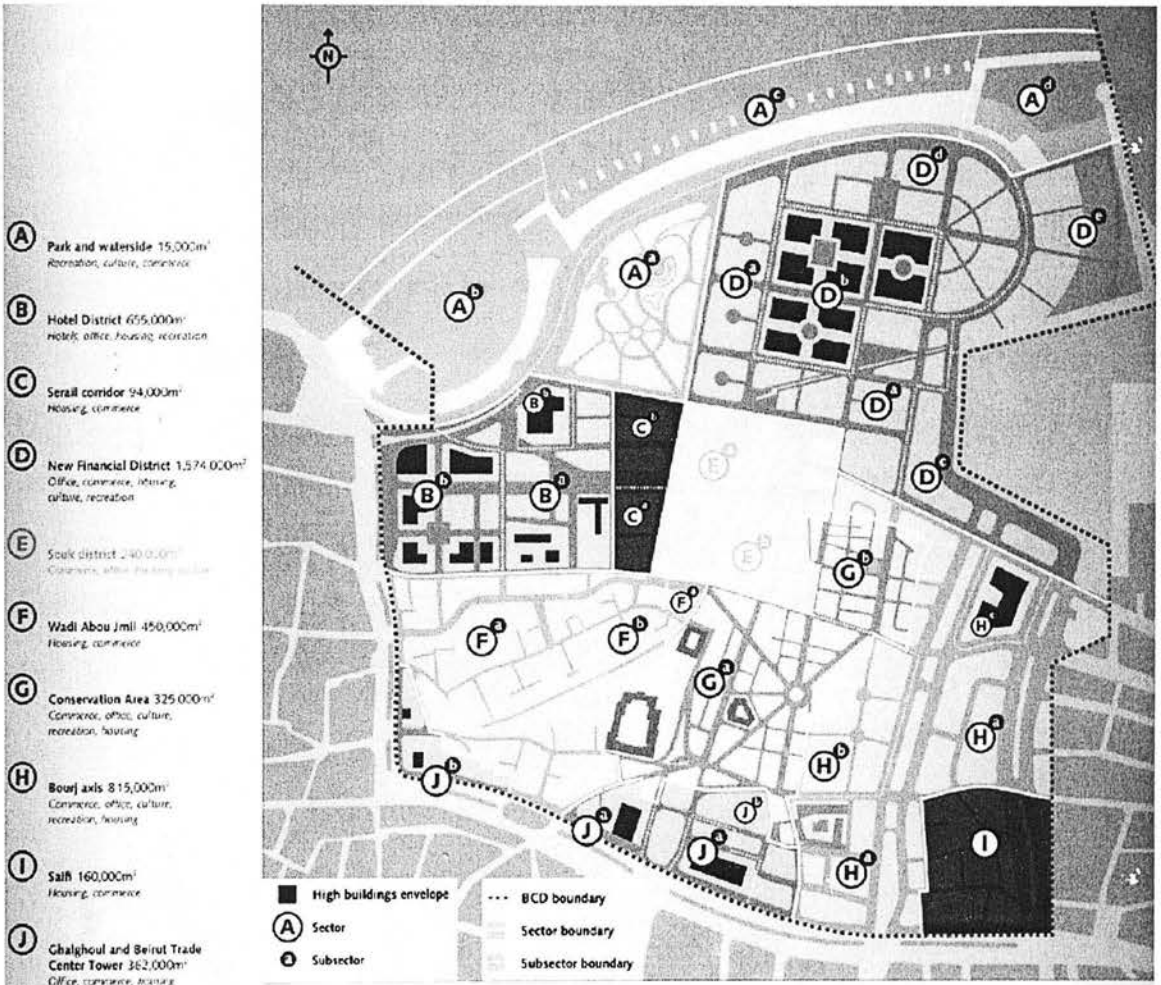 N
A
Park and waterside 15,000m²
Recreation, culture, commerce
B
Hotel District 655,000m²
Hotels, office, housing, recreation
C
Serail corridor 94,000m²
Housing, commerce
D
New Financial District 1,574,000m²
Office, commerce, housing,
culture, recreation
E
Souk district 240,000m²
F
Wadi Abou Jmil 450,000m²
Housing, commerce
G
Conservation Area 325,000m²
Commerce, office, culture,
recreation, housing
H
Bourj axis 815,000m²
Commerce, office, culture,
recreation, housing
I
Saifi 160,000m²
Housing, commerce
J
Ghalghoul and Beirut Trade
Center Tower 362,000m²
Office, commerce, housing
A d
A c
D d
D e
A a
A b
D a
D b
B b
C b
D a
E a
D c
B b
B a
C a
E b
G b
F a
F b
H c
G a
H a
H b
J b
J a
J b
J a
H a
I
High buildings envelope
A Sector
a Subsector
BCD boundary
Sector boundary
Subsector boundary